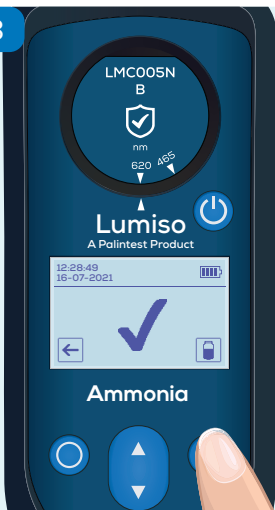 3
LMC005N
B
nm
620 465
Lumiso
A Palintest Product
12:28:49
16-07-2021
Ammonia